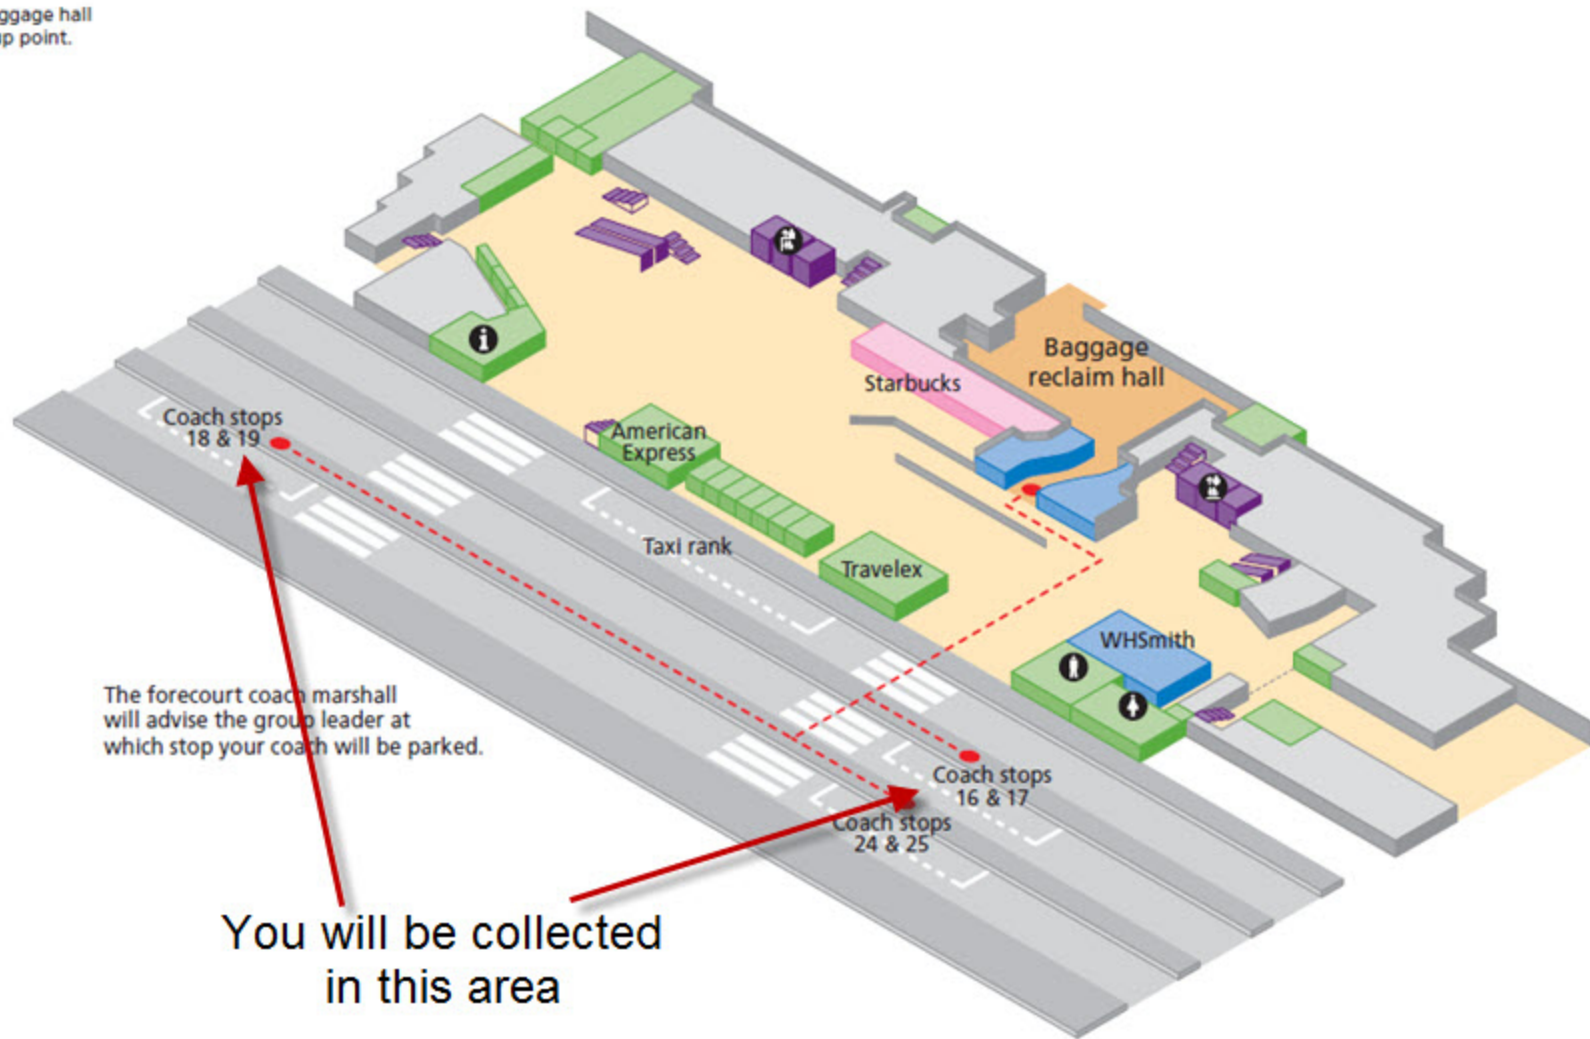 ggage hall
up point.
Baggage
reclaim hall
Starbucks
Coach stops
18 & 19
American
Express
Taxi rank
Travelex
WHSmith
The forecourt coach marshall
will advise the group leader at
which stop your coach will be parked.
Coach stops
16 & 17
Coach stops
24 & 25
You will be collected
in this area